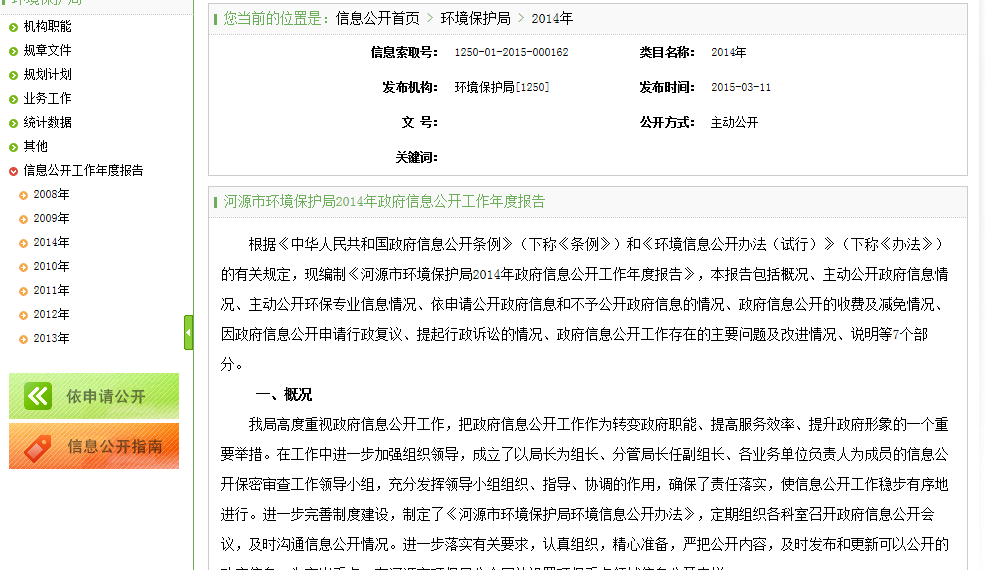 环境保护局
机构职能
规章文件
规划计划
业务工作
统计数据
其他
信息公开工作年度报告
2008年
2009年
2014年
2010年
2011年
2012年
2013年
依申请公开
信息公开指南
您当前的位置是：信息公开首页 > 环境保护局 > 2014年
信息索取号： 1250-01-2015-000162 类目名称： 2014年
发布机构： 环境保护局[1250] 发布时间： 2015-03-11
文 号： 公开方式： 主动公开
关键词：
河源市环境保护局2014年政府信息公开工作年度报告
根据《中华人民共和国政府信息公开条例》（下称《条例》）和《环境信息公开办法（试行）》（下称《办法》）
的有关规定，现编制《河源市环境保护局2014年政府信息公开工作年度报告》，本报告包括概况、主动公开政府信息情
况、主动公开环保专业信息情况、依申请公开政府信息和不予公开政府信息的情况、政府信息公开的收费及减免情况、
因政府信息公开申请行政复议、提起行政诉讼的情况、政府信息公开工作存在的主要问题及改进情况、说明等7个部
分。
一、概况
我局高度重视政府信息公开工作，把政府信息公开工作作为转变政府职能、提高服务效率、提升政府形象的一个重
要举措。在工作中进一步加强组织领导，成立了以局长为组长、分管局长任副组长、各业务单位负责人为成员的信息公
开保密审查工作领导小组，充分发挥领导小组组织、指导、协调的作用，确保了责任落实，使信息公开工作稳步有序地
进行。进一步完善制度建设，制定了《河源市环境保护局环境信息公开办法》，定期组织各科室召开政府信息公开会
议，及时沟通信息公开情况。进一步落实有关要求，认真组织，精心准备，严把公开内容，及时发布和更新可以公开的